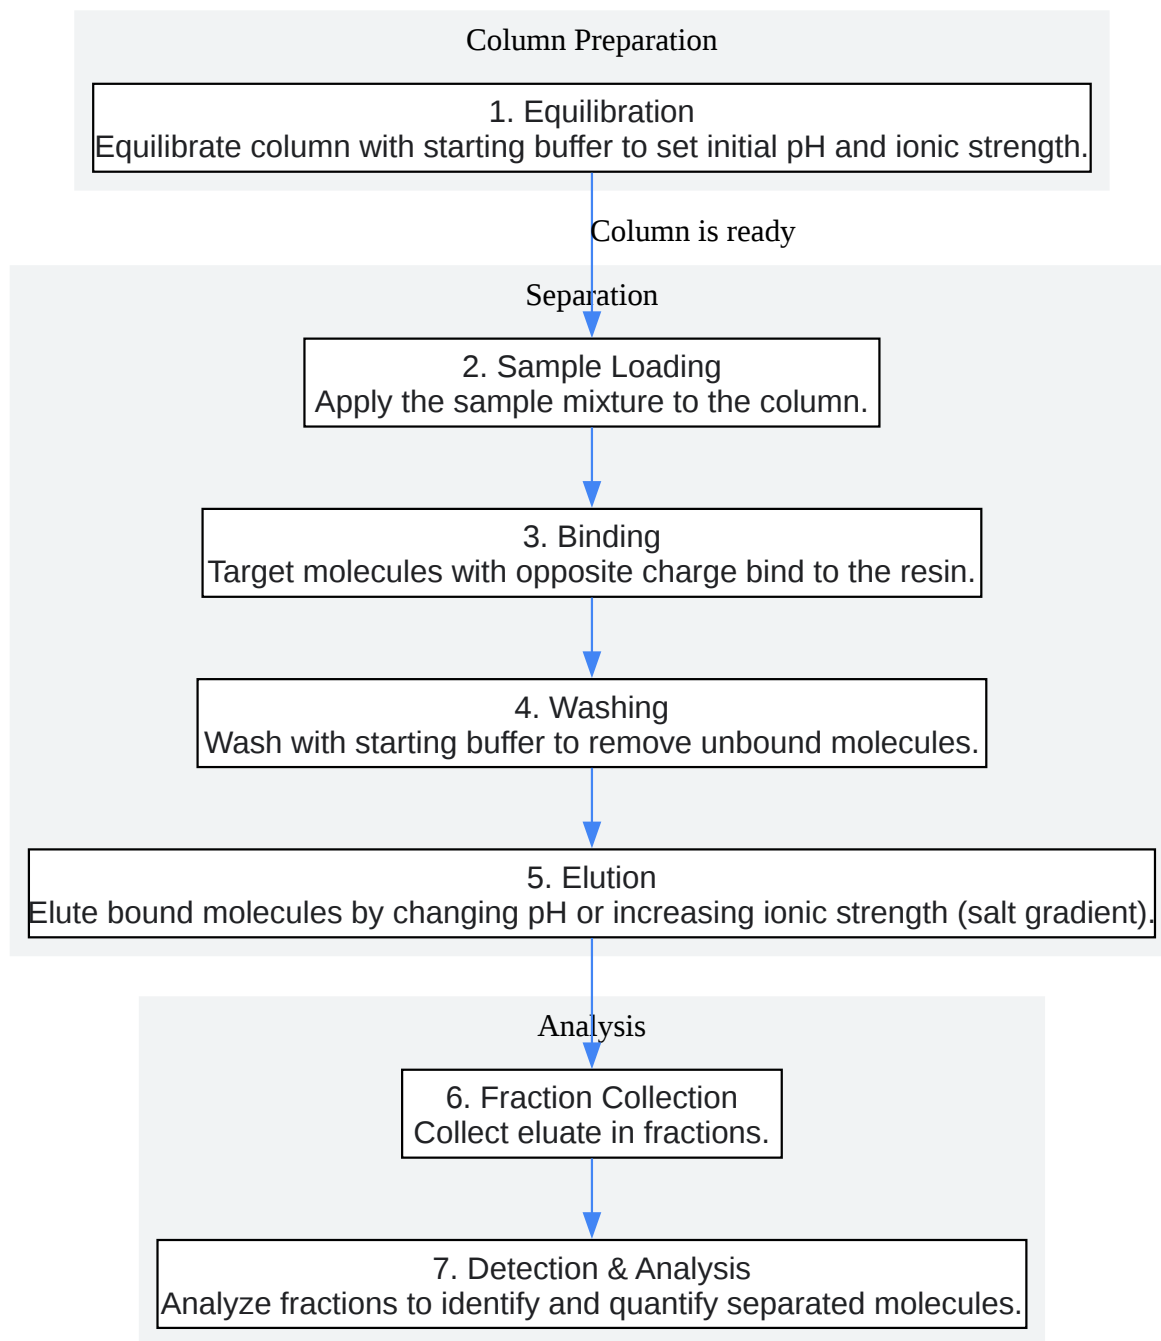 Column Preparation
1. Equilibration
Equilibrate column with starting buffer to set initial pH and ionic strength.
Column is ready
Separation
2. Sample Loading
Apply the sample mixture to the column.
3. Binding
Target molecules with opposite charge bind to the resin.
4. Washing
Wash with starting buffer to remove unbound molecules.
5. Elution
Elute bound molecules by changing pH or increasing ionic strength (salt gradient).
Analysis
6. Fraction Collection
Collect eluate in fractions.
7. Detection & Analysis
Analyze fractions to identify and quantify separated molecules.